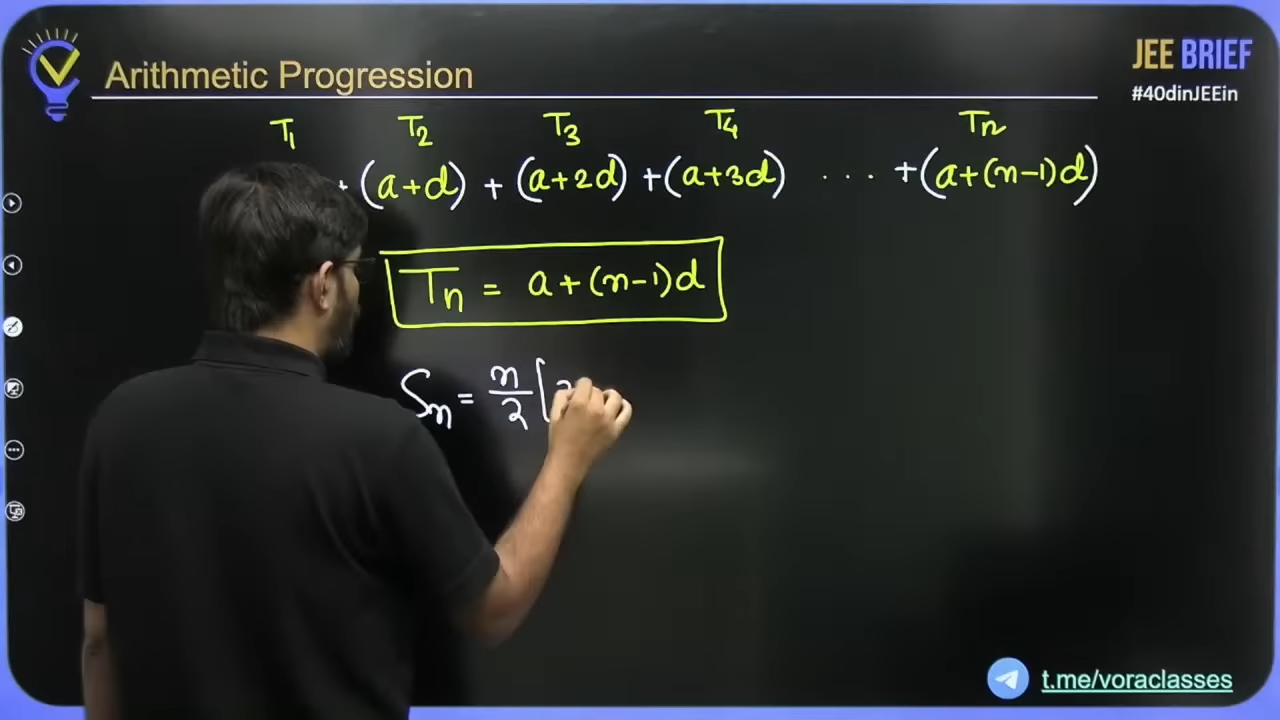 Arithmetic Progression
JEE BRIEF
#40dinJEEin
T1 T2 T3 T4 Tn
+ (a+d) + (a+2d) + (a+3d) ... + (a+(n-1)d)
Tn = a+(n-1)d
Sn = n/2 [2
t.me/voraclasses